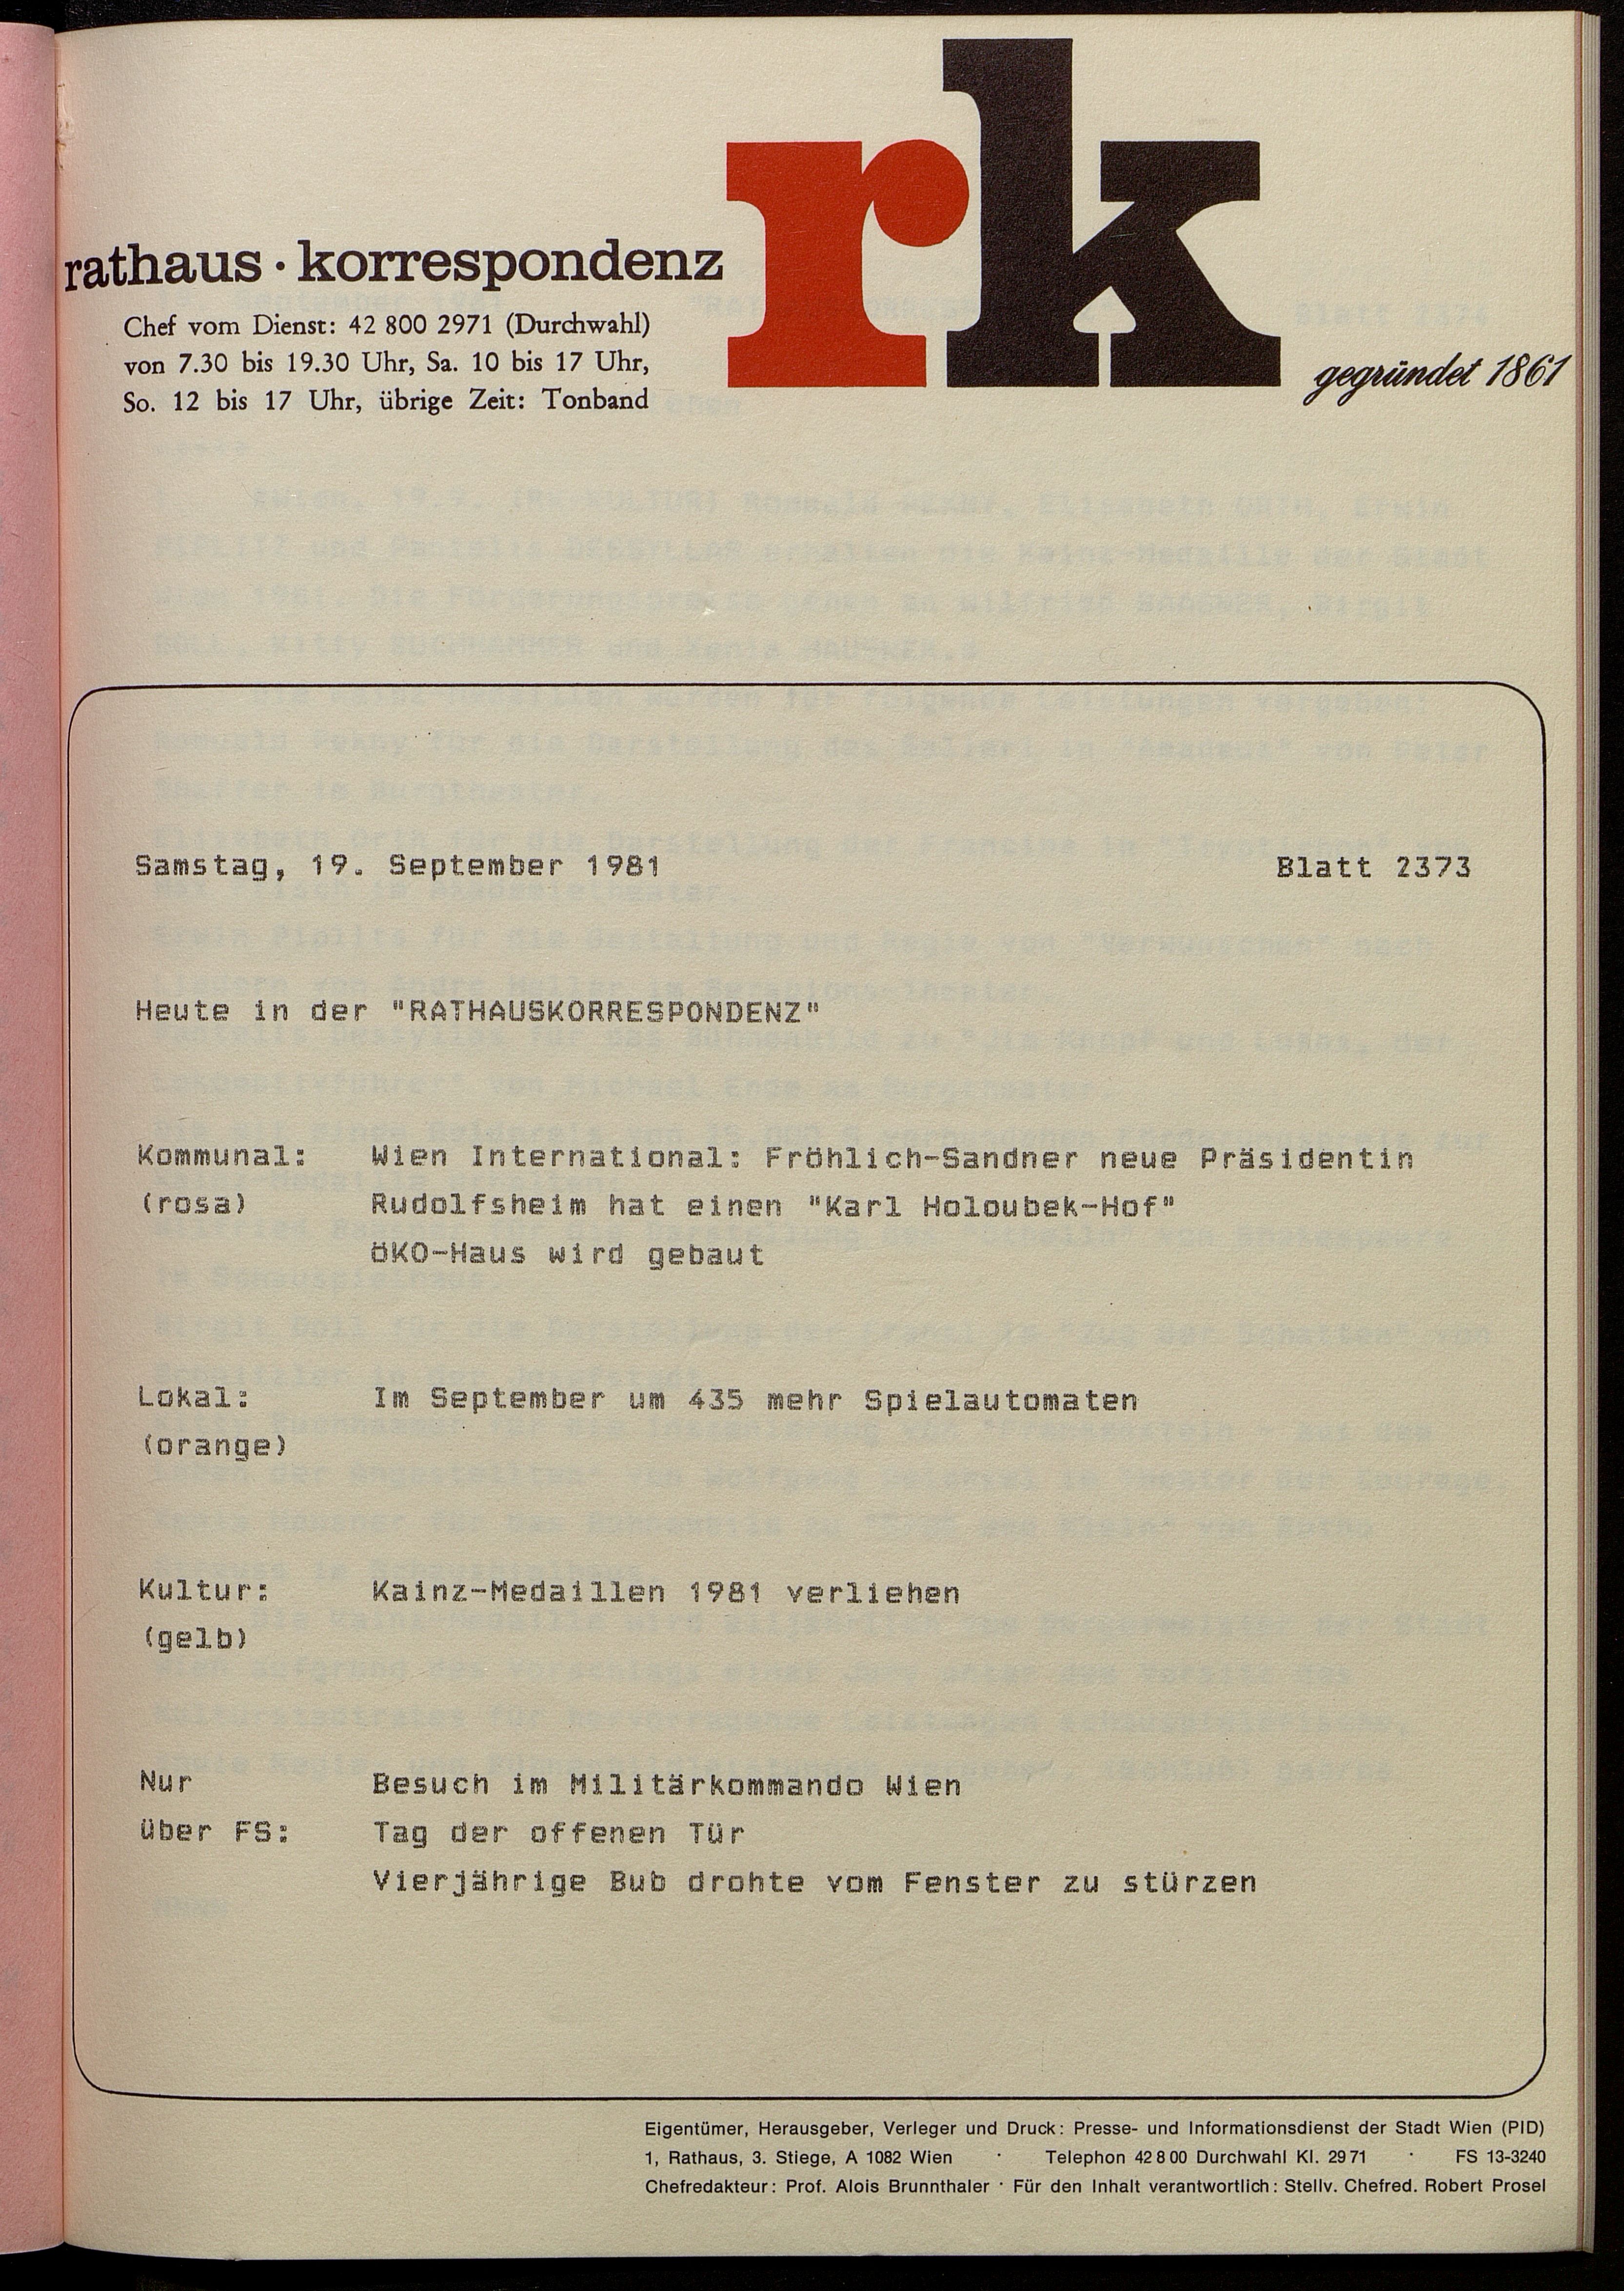 rk
rathaus · korrespondenz
Chef vom Dienst: 42 800 2971 (Durchwahl)
von 7.30 bis 19.30 Uhr, Sa. 10 bis 17 Uhr,
So. 12 bis 17 Uhr, übrige Zeit: Tonband
gegründet 1861
Samstag, 19. September 1981 Blatt 2373
Heute in der "RATHAUSKORRESPONDENZ"
Kommunal: Wien International: Fröhlich-Sandner neue Präsidentin
(rosa) Rudolfsheim hat einen "Karl Holoubek-Hof"
ÖKO-Haus wird gebaut
Lokal: Im September um 435 mehr Spielautomaten
(orange)
Kultur: Kainz-Medaillen 1981 verliehen
(gelb)
Nur Besuch im Militärkommando Wien
über FS: Tag der offenen Tür
Vierjährige Bub drohte vom Fenster zu stürzen
Eigentümer, Herausgeber, Verleger und Druck: Presse- und Informationsdienst der Stadt Wien (PID)
1, Rathaus, 3. Stiege, A 1082 Wien · Telephon 42 8 00 Durchwahl Kl. 29 71 · FS 13-3240
Chefredakteur: Prof. Alois Brunnthaler · Für den Inhalt verantwortlich: Stellv. Chefred. Robert Prosel